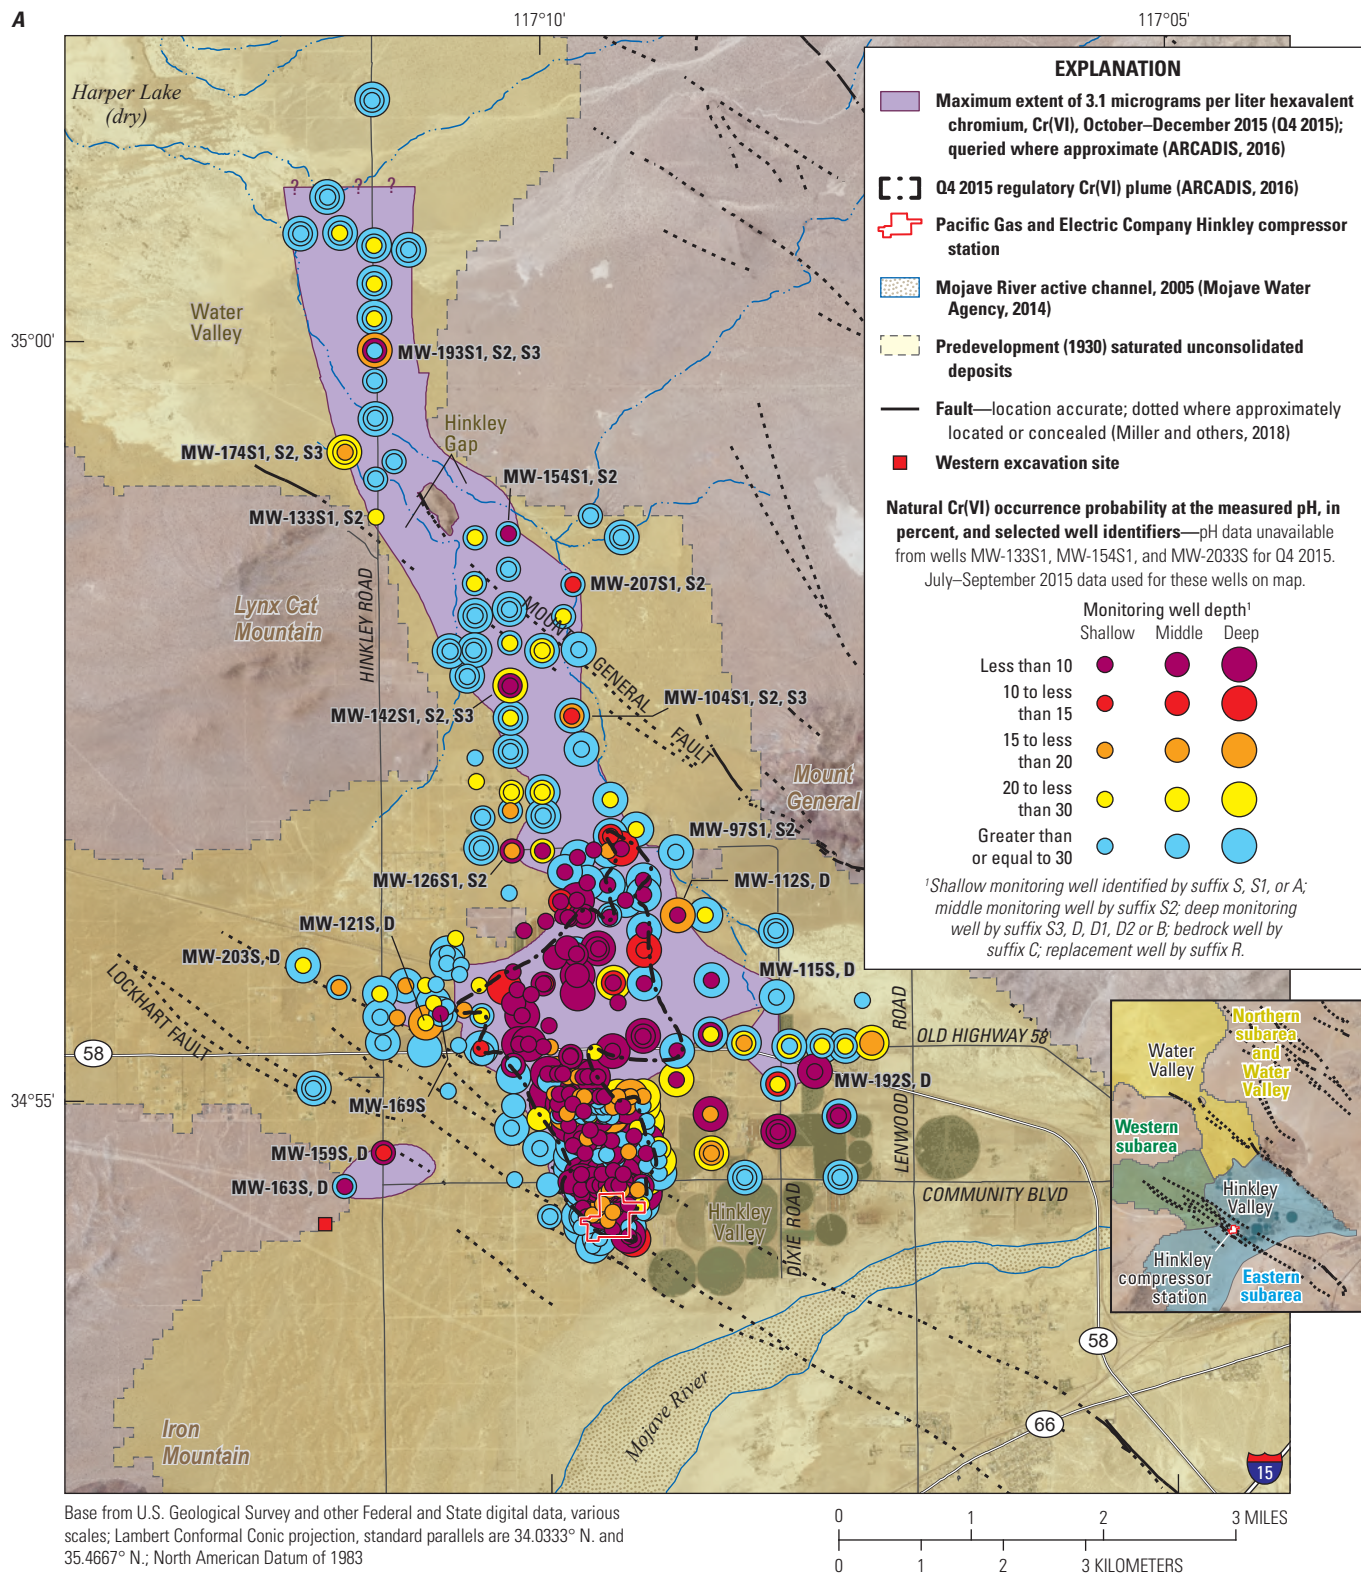 A
117°10'
117°05'
EXPLANATION
Maximum extent of 3.1 micrograms per liter hexavalent
chromium, Cr(VI), October–December 2015 (Q4 2015);
queried where approximate (ARCADIS, 2016)
Q4 2015 regulatory Cr(VI) plume (ARCADIS, 2016)
Pacific Gas and Electric Company Hinkley compressor
station
Mojave River active channel, 2005 (Mojave Water
Agency, 2014)
Predevelopment (1930) saturated unconsolidated
deposits
Fault—location accurate; dotted where approximately
located or concealed (Miller and others, 2018)
Western excavation site
Natural Cr(VI) occurrence probability at the measured pH, in
percent, and selected well identifiers—pH data unavailable
from wells MW-133S1, MW-154S1, and MW-2033S for Q4 2015.
July–September 2015 data used for these wells on map.
Monitoring well depth¹
Shallow Middle Deep
Less than 10
10 to less
than 15
15 to less
than 20
20 to less
than 30
Greater than
or equal to 30
¹Shallow monitoring well identified by suffix S, S1, or A;
middle monitoring well by suffix S2; deep monitoring
well by suffix S3, D, D1, D2 or B; bedrock well by
suffix C; replacement well by suffix R.
Harper Lake
(dry)
? ? ?
Water
Valley
35°00'
MW-193S1, S2, S3
Hinkley
Gap
MW-174S1, S2, S3
MW-154S1, S2
MW-133S1, S2
MW-207S1, S2
Lynx Cat
Mountain
HINKLEY ROAD
MOUNT GENERAL FAULT
MW-104S1, S2, S3
MW-142S1, S2, S3
Mount
General
MW-97S1, S2
MW-126S1, S2
MW-112S, D
MW-121S, D
MW-203S, D
MW-115S, D
LOCKHART FAULT
58
OLD HIGHWAY 58
LENWOOD ROAD
MW-192S, D
34°55'
MW-169S
MW-159S, D
MW-163S, D
COMMUNITY BLVD
Hinkley
Valley
DIXIE ROAD
Mojave River
Iron
Mountain
58
66
15
Northern
subarea
and
Water
Valley
Water
Valley
Western
subarea
Hinkley
Valley
Hinkley
compressor
station
Eastern
subarea
Base from U.S. Geological Survey and other Federal and State digital data, various
scales; Lambert Conformal Conic projection, standard parallels are 34.0333° N. and
35.4667° N.; North American Datum of 1983
0 1 2 3 MILES
0 1 2 3 KILOMETERS